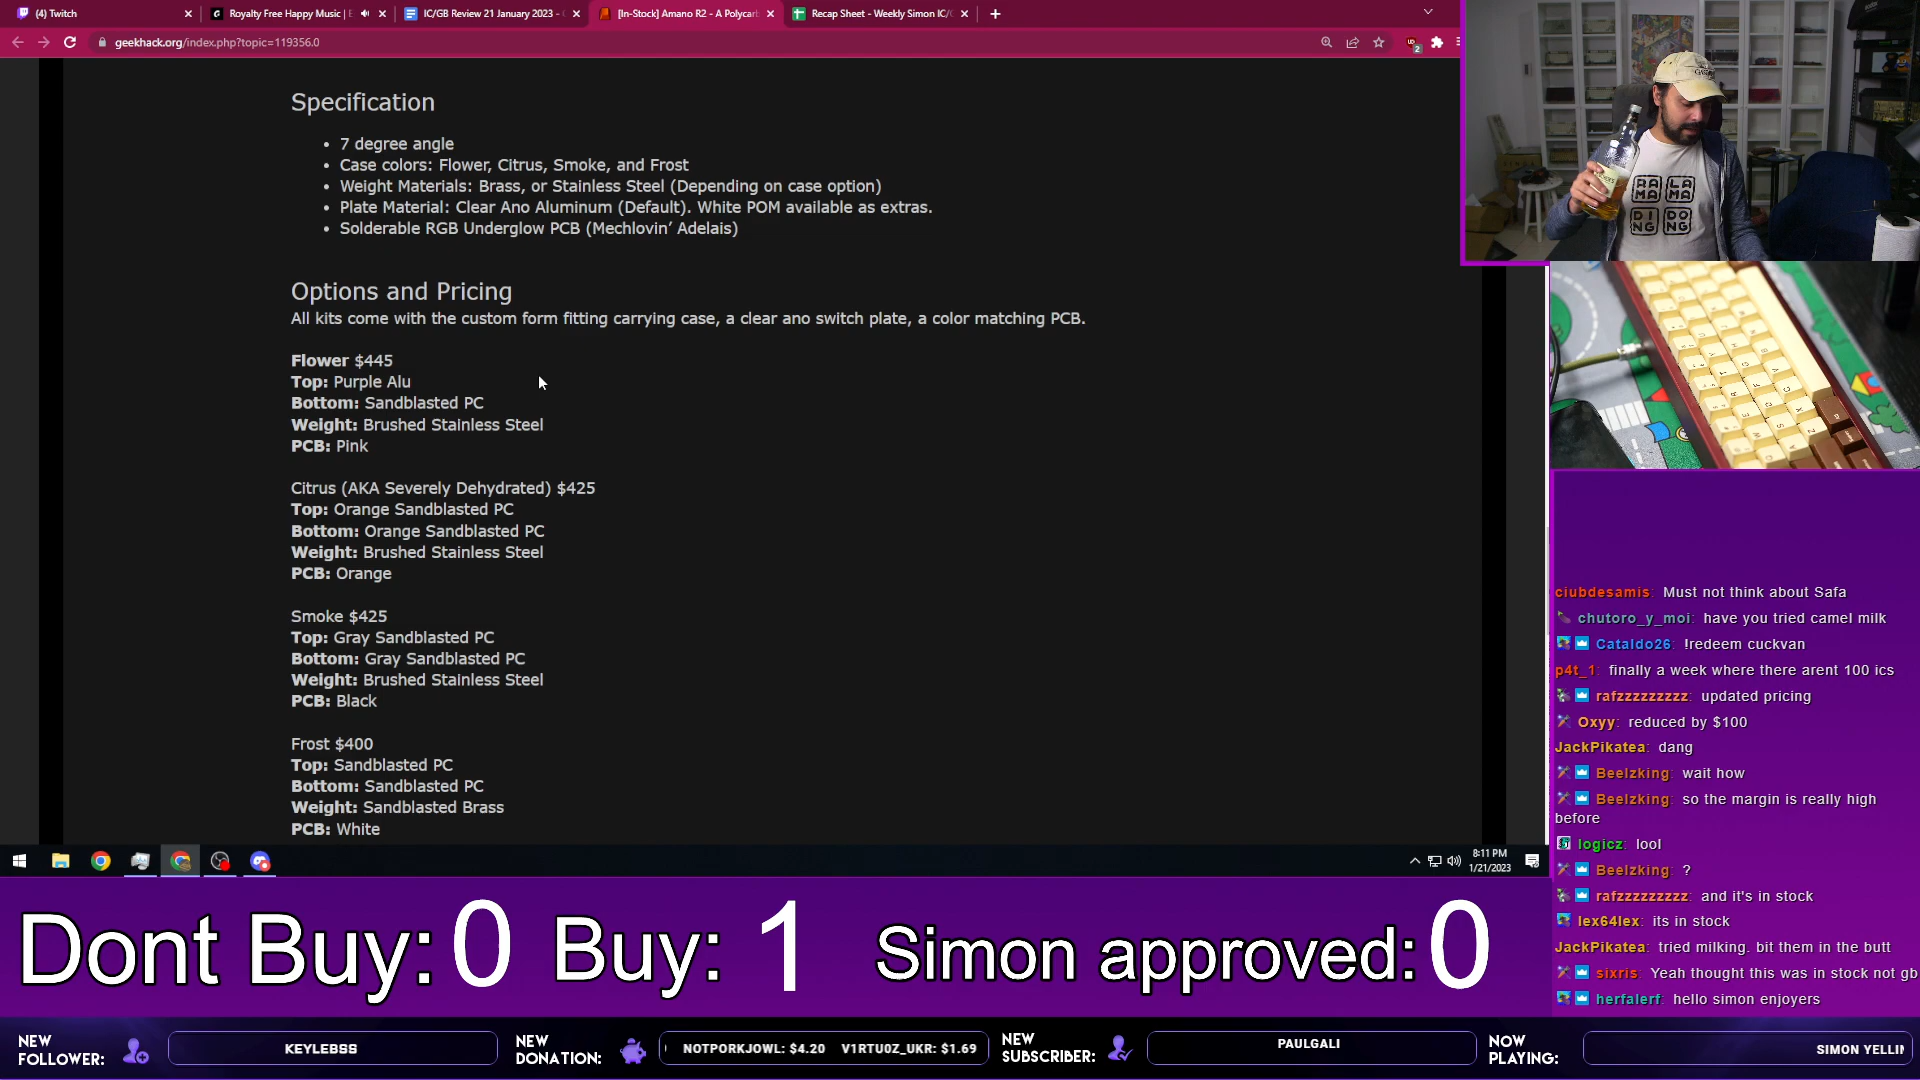 (4) Twitch
Royalty Free Happy Music | E
IC/GB Review 21 January 2023 -
[In-Stock] Amano R2 - A Polycarb
Recap Sheet - Weekly Simon IC/
geekhack.org/index.php?topic=119356.0
2
Specification
• 7 degree angle
• Case colors: Flower, Citrus, Smoke, and Frost
• Weight Materials: Brass, or Stainless Steel (Depending on case option)
• Plate Material: Clear Ano Aluminum (Default). White POM available as extras.
• Solderable RGB Underglow PCB (Mechlovin’ Adelais)
Options and Pricing
All kits come with the custom form fitting carrying case, a clear ano switch plate, a color matching PCB.
Flower $445
Top: Purple Alu
Bottom: Sandblasted PC
Weight: Brushed Stainless Steel
PCB: Pink
Citrus (AKA Severely Dehydrated) $425
Top: Orange Sandblasted PC
Bottom: Orange Sandblasted PC
Weight: Brushed Stainless Steel
PCB: Orange
Smoke $425
Top: Gray Sandblasted PC
Bottom: Gray Sandblasted PC
Weight: Brushed Stainless Steel
PCB: Black
Frost $400
Top: Sandblasted PC
Bottom: Sandblasted PC
Weight: Sandblasted Brass
PCB: White
8:11 PM
1/21/2023
RA LA
MA MA
DI DO
NG NG
ciubdesamis: Must not think about Safa
chutoro_y_moi: have you tried camel milk
Cataldo26: !redeem cuckvan
p4t_1: finally a week where there arent 100 ics
rafzzzzzzzzz: updated pricing
Oxyy: reduced by $100
JackPikatea: dang
Beelzking: wait how
Beelzking: so the margin is really high
before
logicz: lool
Beelzking: ?
rafzzzzzzzzz: and it's in stock
lex64lex: its in stock
JackPikatea: tried milking. bit them in the butt
sixris: Yeah thought this was in stock not gb
herfalerf: hello simon enjoyers
Dont Buy: 0 Buy: 1 Simon approved: 0
NEW
FOLLOWER:
KEYLEBSS
NEW
DONATION:
NOTPORKJOWL: $4.20 V1RTU0Z_UKR: $1.69
NEW
SUBSCRIBER:
PAULGALI
NOW
PLAYING:
SIMON YELLIN